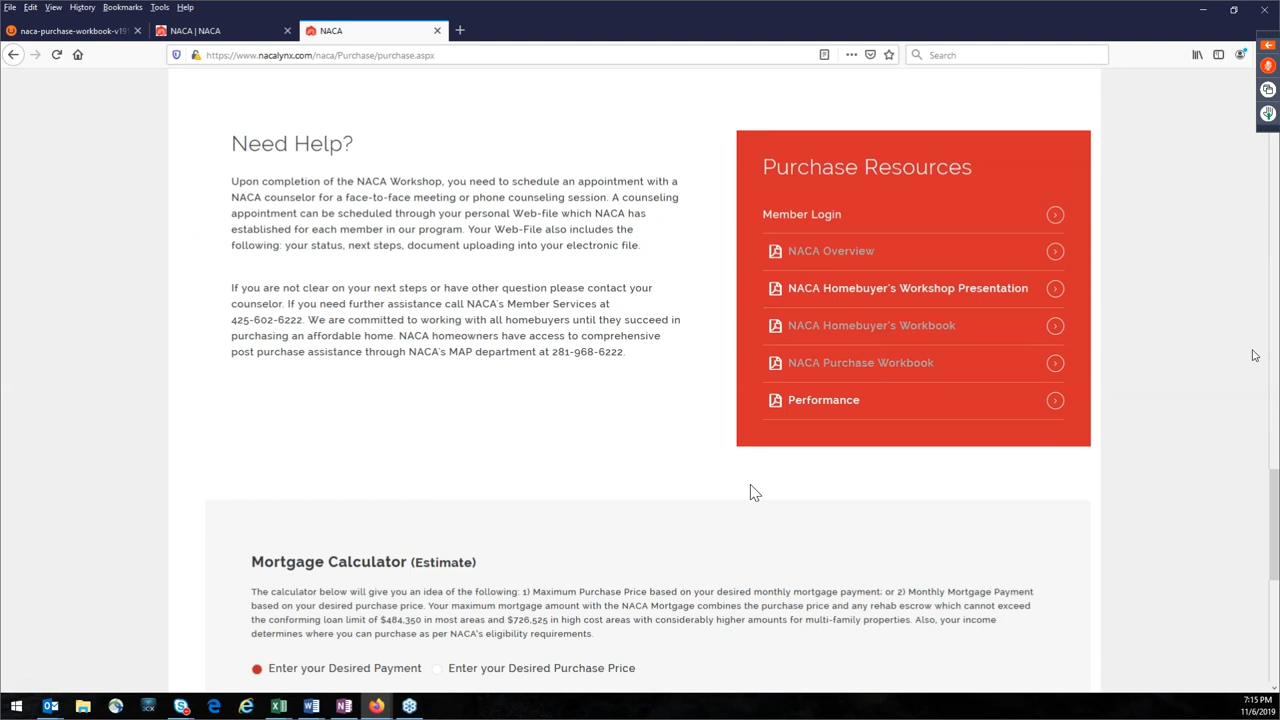 File Edit View History Bookmarks Tools Help
naca-purchase-workbook-v19 NACA | NACA NACA
https://www.nacalynx.com/naca/Purchase/purchase.aspx Search
Need Help?
Upon completion of the NACA Workshop, you need to schedule an appointment with a
NACA counselor for a face-to-face meeting or phone counseling session. A counseling
appointment can be scheduled through your personal Web-file which NACA has
established for each member in our program. Your Web-File also includes the
following: your status, next steps, document uploading into your electronic file.
If you are not clear on your next steps or have other question please contact your
counselor. If you need further assistance call NACA's Member Services at
425-602-6222. We are committed to working with all homebuyers until they succeed in
purchasing an affordable home. NACA homeowners have access to comprehensive
post purchase assistance through NACA's MAP department at 281-968-6222.
Purchase Resources
Member Login
NACA Overview
NACA Homebuyer's Workshop Presentation
NACA Homebuyer's Workbook
NACA Purchase Workbook
Performance
Mortgage Calculator (Estimate)
The calculator below will give you an idea of the following: 1) Maximum Purchase Price based on your desired monthly mortgage payment; or 2) Monthly Mortgage Payment
based on your desired purchase price. Your maximum mortgage amount with the NACA Mortgage combines the purchase price and any rehab escrow which cannot exceed
the conforming loan limit of $484,350 in most areas and $726,525 in high cost areas with considerably higher amounts for multi-family properties. Also, your income
determines where you can purchase as per NACA's eligibility requirements.
Enter your Desired Payment Enter your Desired Purchase Price
7:15 PM
11/6/2019